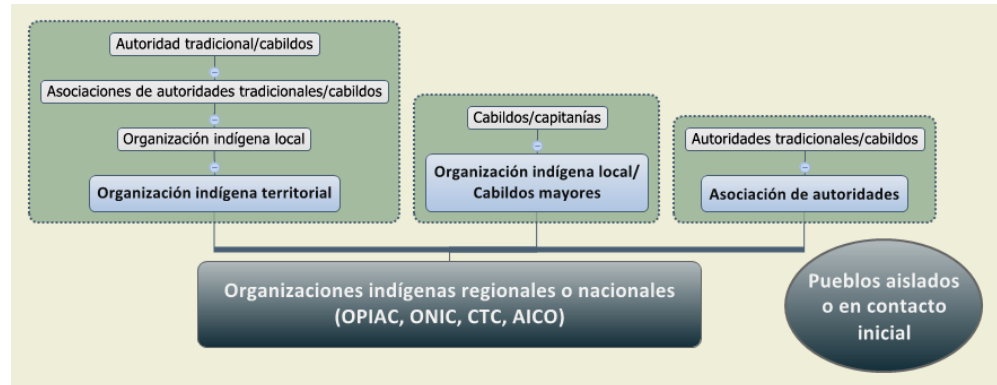 Autoridad tradicional/cabildos
Asociaciones de autoridades tradicionales/cabildos
Organización indígena local
Organización indígena territorial
Cabildos/capitanías
Organización indígena local/
Cabildos mayores
Autoridades tradicionales/cabildos
Asociación de autoridades
Organizaciones indígenas regionales o nacionales
(OPIAC, ONIC, CTC, AICO)
Pueblos aislados
o en contacto
inicial